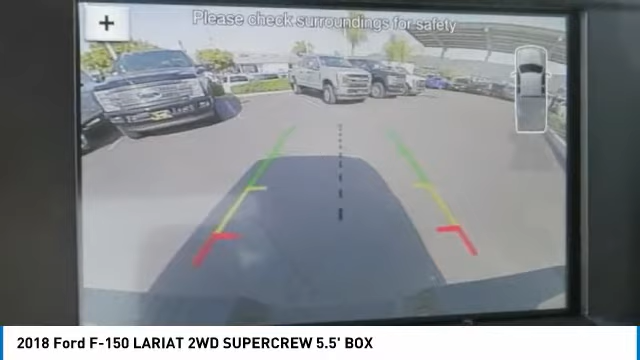 Please check surroundings for safety
+
2018 Ford F-150 LARIAT 2WD SUPERCREW 5.5' BOX